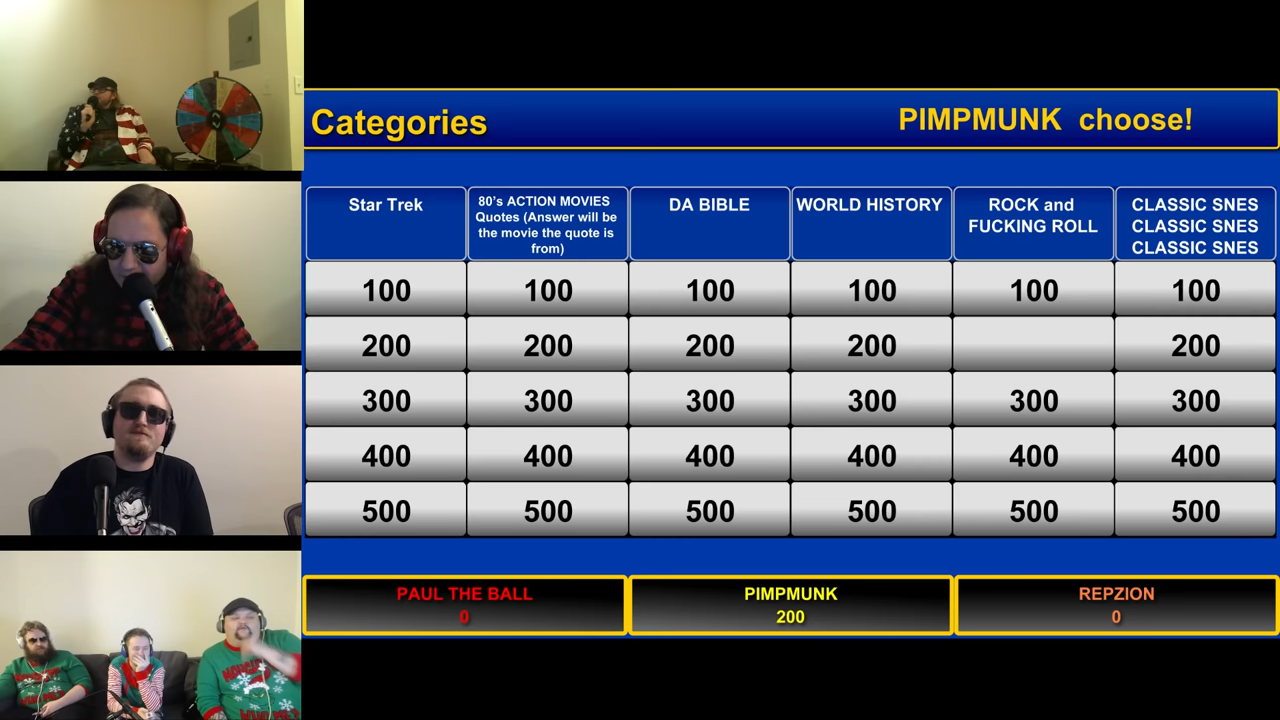 Categories
PIMPMUNK choose!
Star Trek
80's ACTION MOVIES
Quotes (Answer will be
the movie the quote is
from)
DA BIBLE
WORLD HISTORY
ROCK and
FUCKING ROLL
CLASSIC SNES
CLASSIC SNES
CLASSIC SNES
100 100 100 100 100 100
200 200 200 200 200
300 300 300 300 300 300
400 400 400 400 400 400
500 500 500 500 500 500
PAUL THE BALL
0
PIMPMUNK
200
REPZION
0